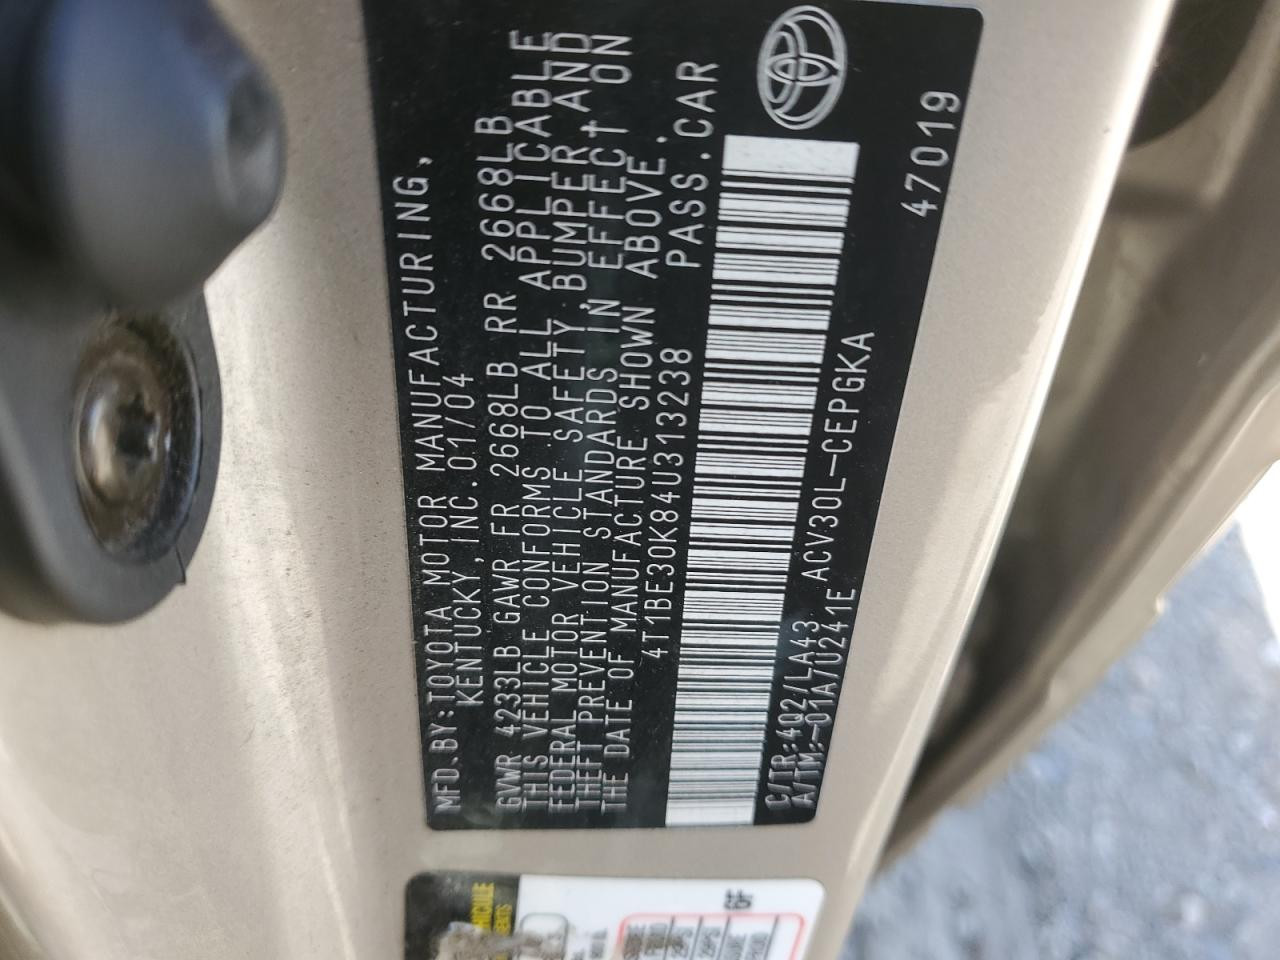 MFD.BY:TOYOTA MOTOR MANUFACTURING,
KENTUCKY,INC.01/04
GVWR 4233LB GAWR FR 2668LB RR 2668LB
THIS VEHICLE CONFORMS TO ALL APPLICABLE
FEDERAL MOTOR VEHICLE SAFETY,BUMPER,AND
THEFT PREVENTION STANDARDS IN EFFECT ON
THE DATE OF MANUFACTURE SHOWN ABOVE.
4T1BE30K84U313238 PASS.CAR
C/TR:4Q2/LA43 ACV30L-CEPGKA
A/TM:-01A/U241E
47019
6F